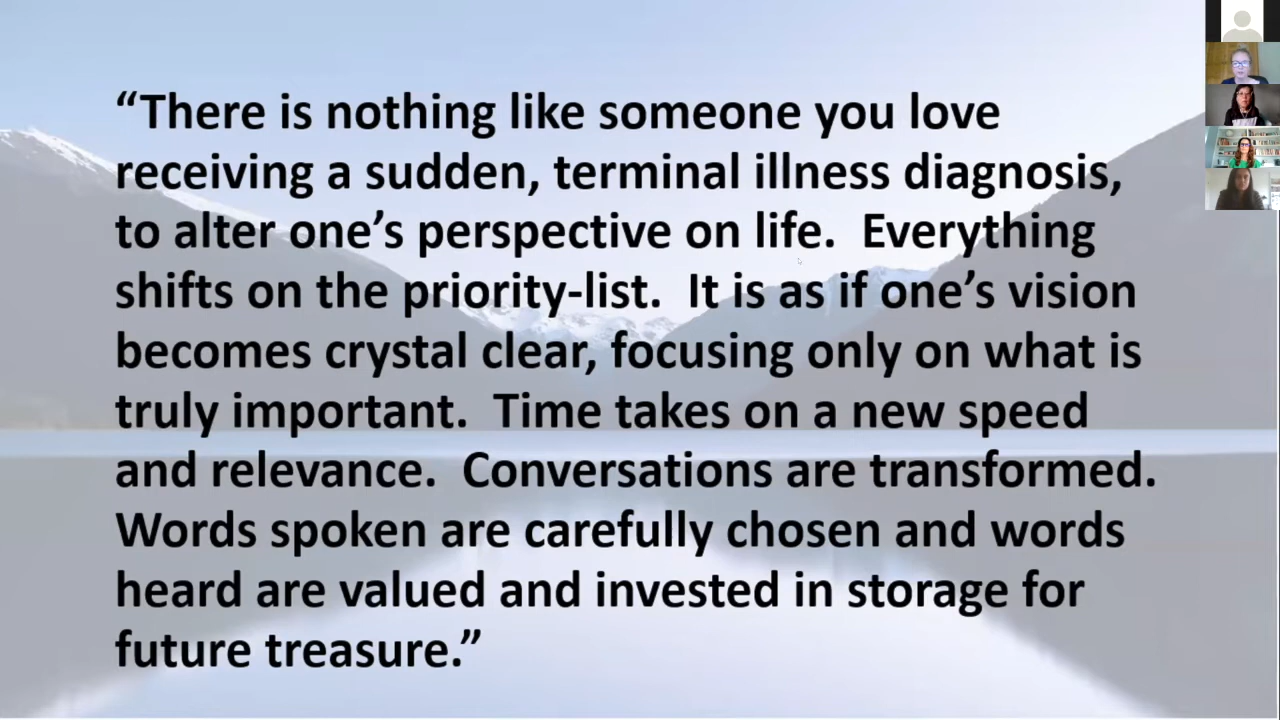 “There is nothing like someone you love
receiving a sudden, terminal illness diagnosis,
to alter one’s perspective on life.  Everything
shifts on the priority-list.  It is as if one’s vision
becomes crystal clear, focusing only on what is
truly important.  Time takes on a new speed
and relevance.  Conversations are transformed.
Words spoken are carefully chosen and words
heard are valued and invested in storage for
future treasure.”